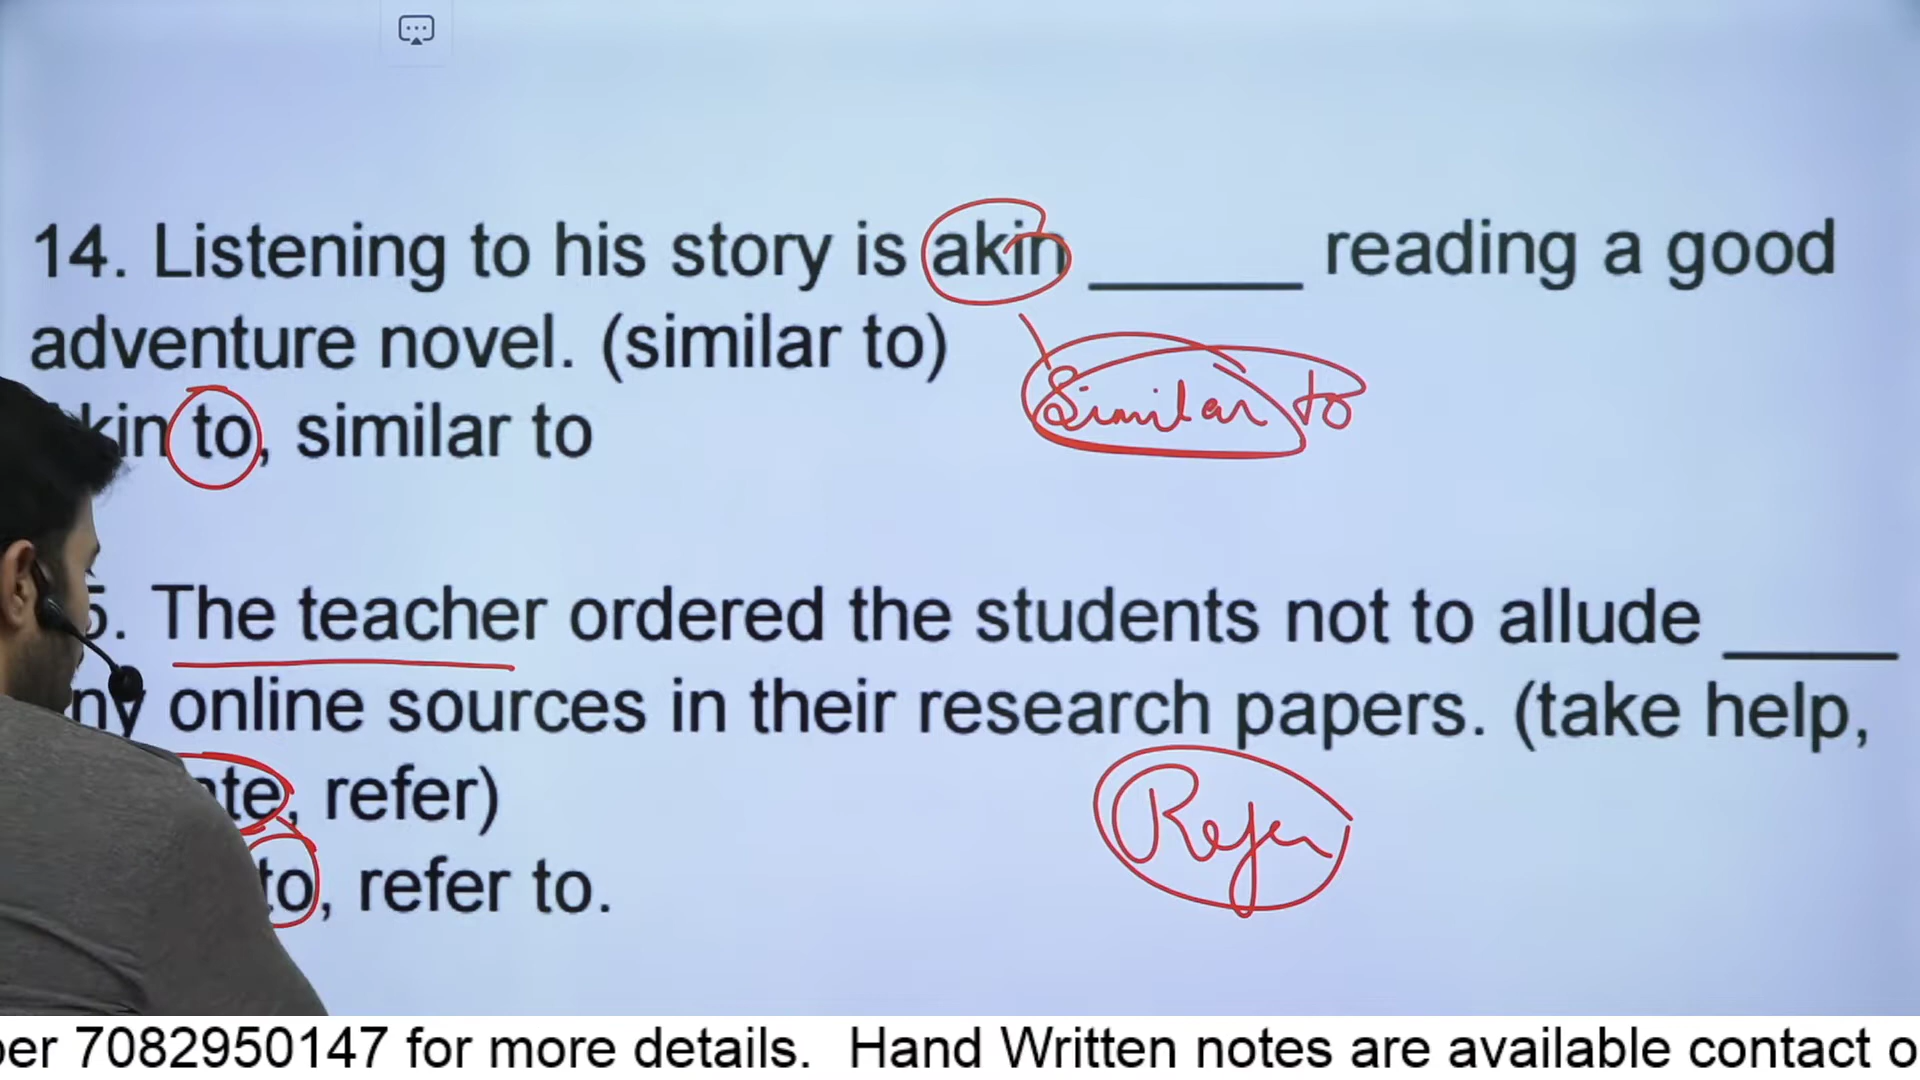 14. Listening to his story is akin ______ reading a good
adventure novel. (similar to)
Similar to
kin to, similar to
5. The teacher ordered the students not to allude _____
ny online sources in their research papers. (take help,
te, refer)
Refer
to, refer to.
per 7082950147 for more details. Hand Written notes are available contact o